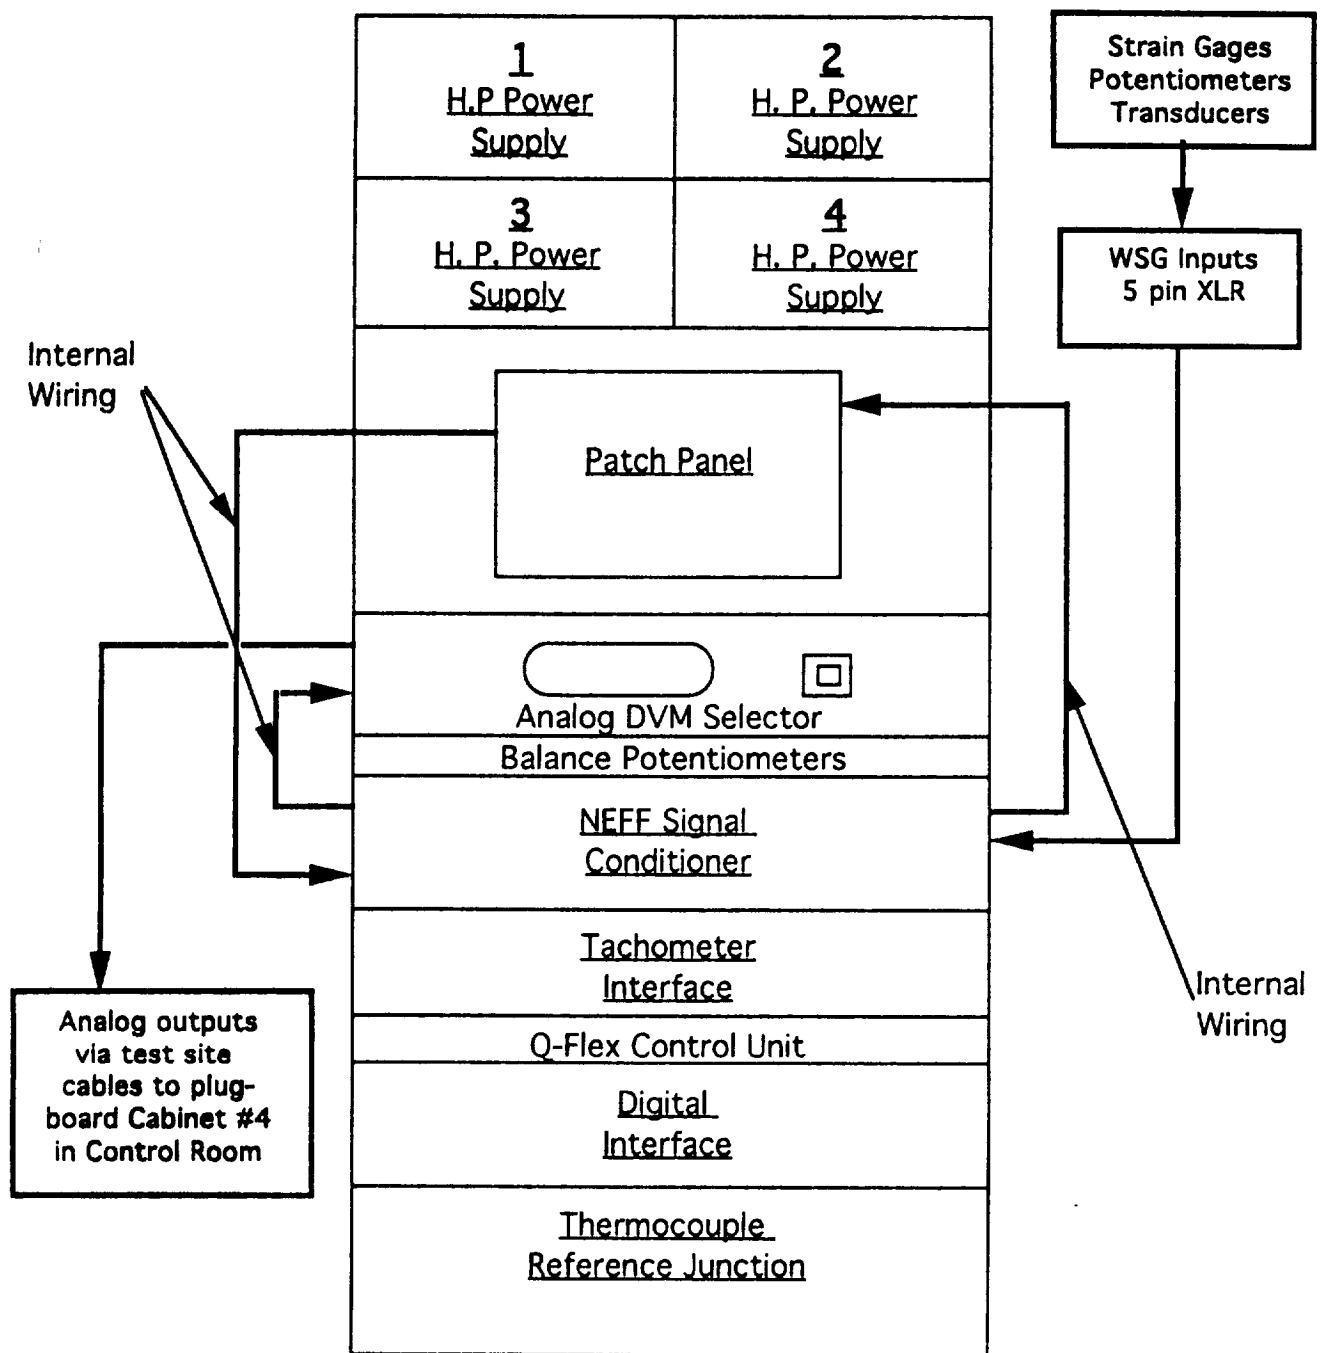 1
H.P Power
Supply
2
H. P. Power
Supply
Strain Gages
Potentiometers
Transducers
3
H. P. Power
Supply
4
H. P. Power
Supply
WSG Inputs
5 pin XLR
Internal
Wiring
Patch Panel
Analog DVM Selector
Balance Potentiometers
NEFF Signal
Conditioner
Tachometer
Interface
Internal
Wiring
Analog outputs
via test site
cables to plug-
board Cabinet #4
in Control Room
Q-Flex Control Unit
Digital
Interface
Thermocouple
Reference Junction